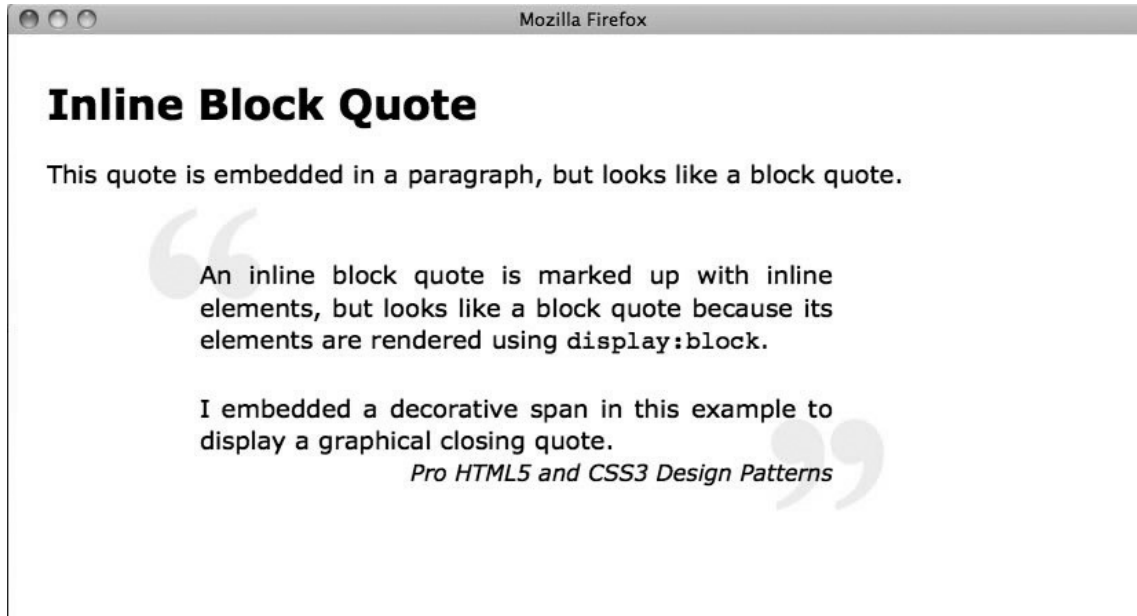 Mozilla Firefox
Inline Block Quote
This quote is embedded in a paragraph, but looks like a block quote.
“
An inline block quote is marked up with inline
elements, but looks like a block quote because its
elements are rendered using display:block.
I embedded a decorative span in this example to
display a graphical closing quote.
Pro HTML5 and CSS3 Design Patterns
”